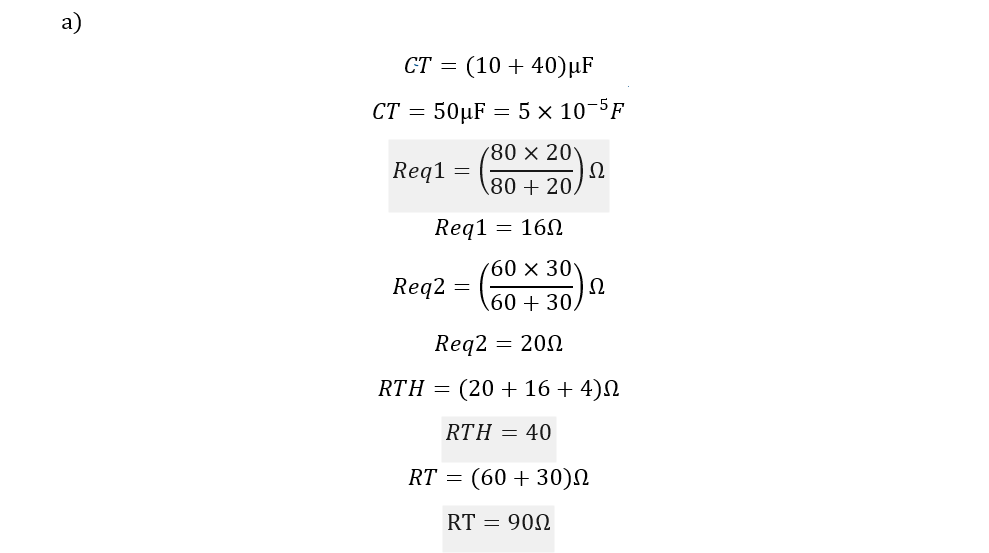 a)
CT = (10 + 40)μF
CT = 50μF = 5 × 10⁻⁵F
Req1 = (80 × 20 / 80 + 20) Ω
Req1 = 16Ω
Req2 = (60 × 30 / 60 + 30) Ω
Req2 = 20Ω
RTH = (20 + 16 + 4)Ω
RTH = 40
RT = (60 + 30)Ω
RT = 90Ω